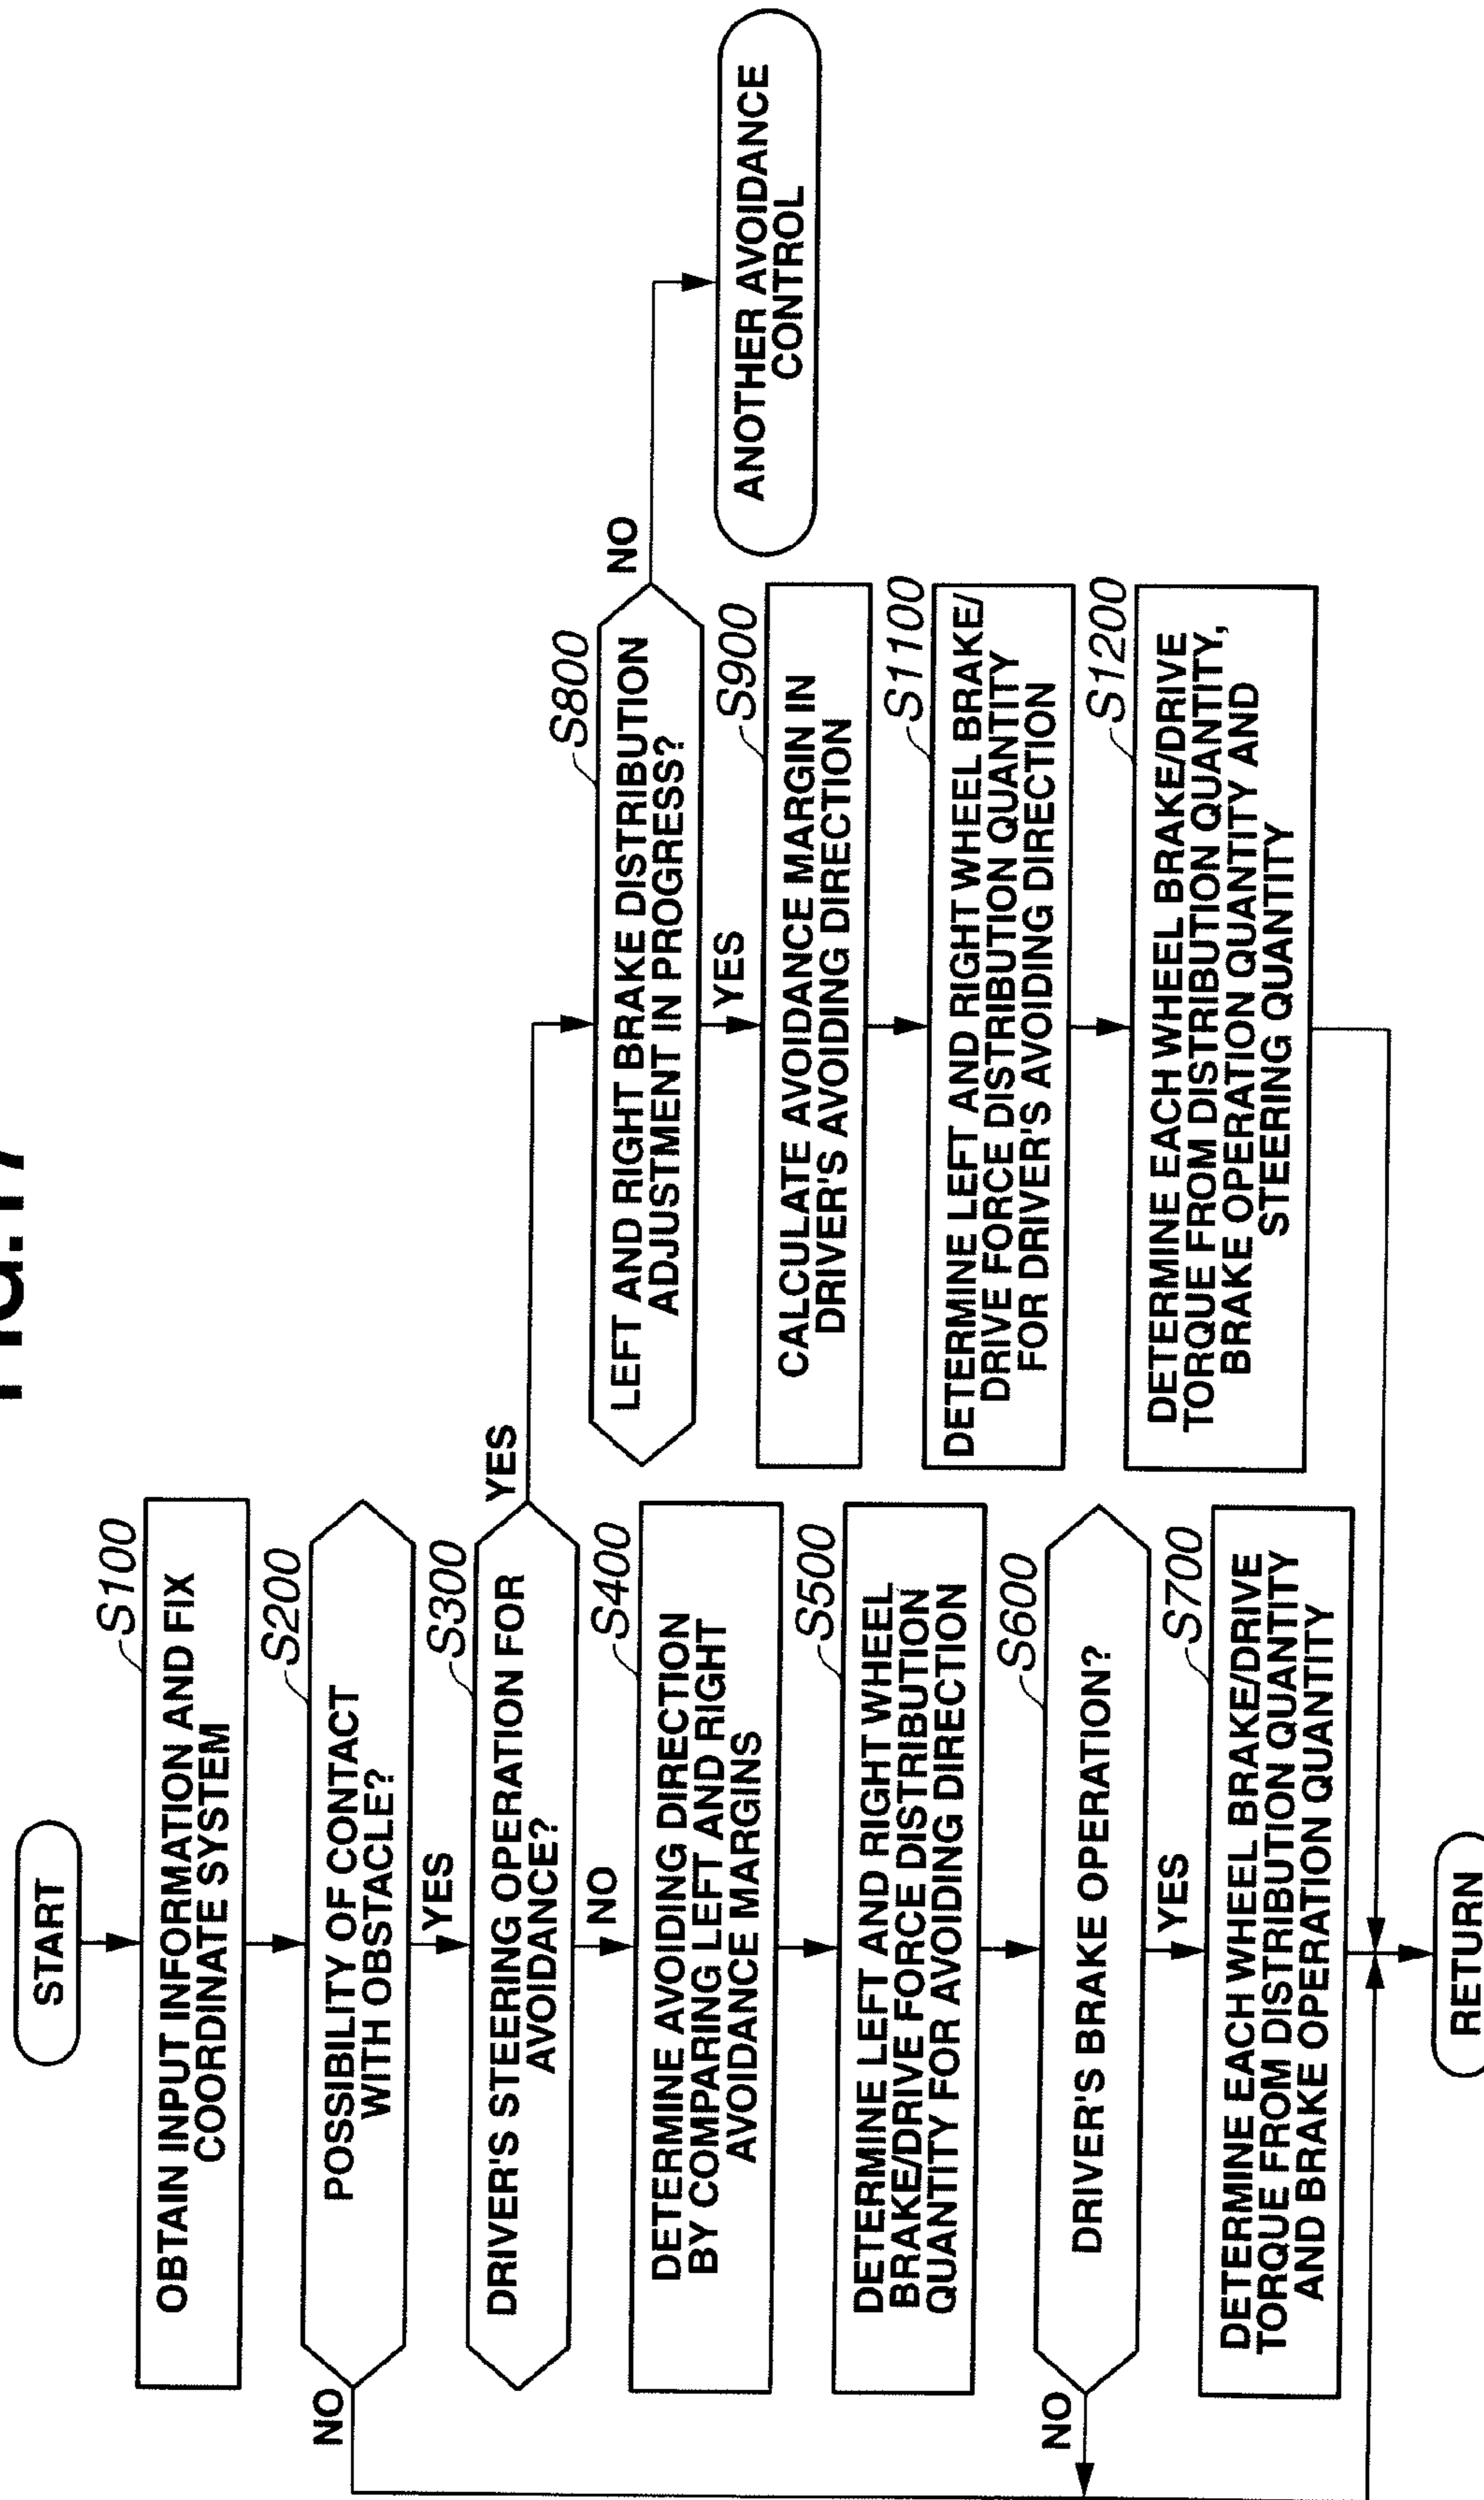 START
S100
OBTAIN INPUT INFORMATION AND FIX
COORDINATE SYSTEM
S200
POSSIBILITY OF CONTACT
WITH OBSTACLE?
NO
YES
S300
DRIVER'S STEERING OPERATION FOR
AVOIDANCE?
YES
NO
S400
DETERMINE AVOIDING DIRECTION
BY COMPARING LEFT AND RIGHT
AVOIDANCE MARGINS
S500
DETERMINE LEFT AND RIGHT WHEEL
BRAKE/DRIVE FORCE DISTRIBUTION
QUANTITY FOR AVOIDING DIRECTION
S600
DRIVER'S BRAKE OPERATION?
NO
YES
S700
DETERMINE EACH WHEEL BRAKE/DRIVE
TORQUE FROM DISTRIBUTION QUANTITY
AND BRAKE OPERATION QUANTITY
RETURN
S800
LEFT AND RIGHT BRAKE DISTRIBUTION
ADJUSTMENT IN PROGRESS?
NO
YES
ANOTHER AVOIDANCE
CONTROL
S900
CALCULATE AVOIDANCE MARGIN IN
DRIVER'S AVOIDING DIRECTION
S1100
DETERMINE LEFT AND RIGHT WHEEL BRAKE/
DRIVE FORCE DISTRIBUTION QUANTITY
FOR DRIVER'S AVOIDING DIRECTION
S1200
DETERMINE EACH WHEEL BRAKE/DRIVE
TORQUE FROM DISTRIBUTION QUANTITY,
BRAKE OPERATION QUANTITY AND
STEERING QUANTITY